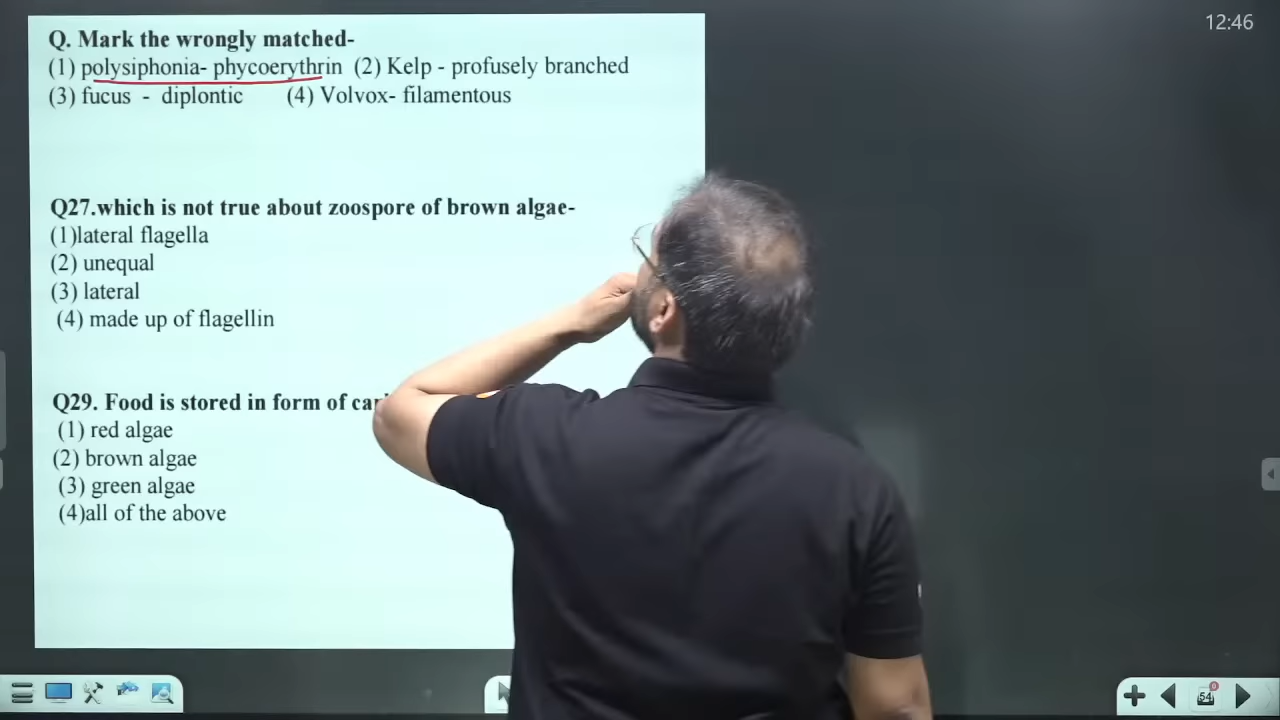 12:46
Q. Mark the wrongly matched-
(1) polysiphonia- phycoerythrin (2) Kelp - profusely branched
(3) fucus - diplontic (4) Volvox- filamentous
Q27.which is not true about zoospore of brown algae-
(1)lateral flagella
(2) unequal
(3) lateral
(4) made up of flagellin
Q29. Food is stored in form of
(1) red algae
(2) brown algae
(3) green algae
(4)all of the above
54